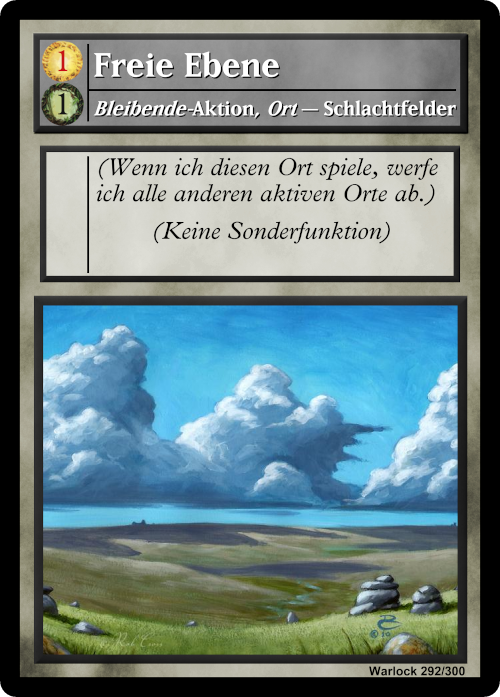 1
Freie Ebene
1
Bleibende-Aktion, Ort — Schlachtfelder
(Wenn ich diesen Ort spiele, werfe
ich alle anderen aktiven Orte ab.)
(Keine Sonderfunktion)
Warlock 292/300